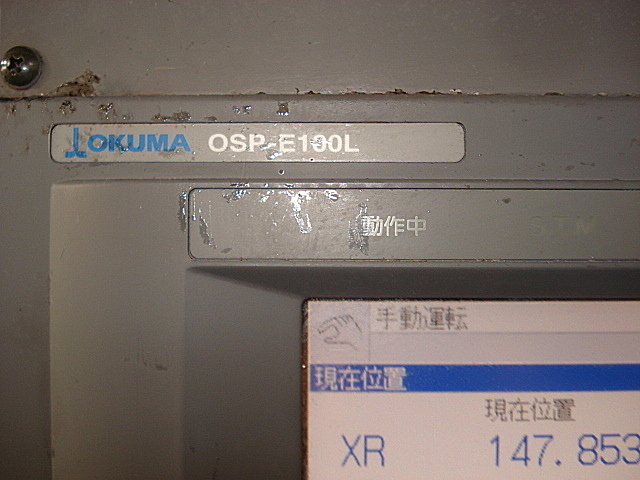 OKUMA OSP-E100L
動作中 STM
手動運転
現在位置
現在位置
XR 147.853